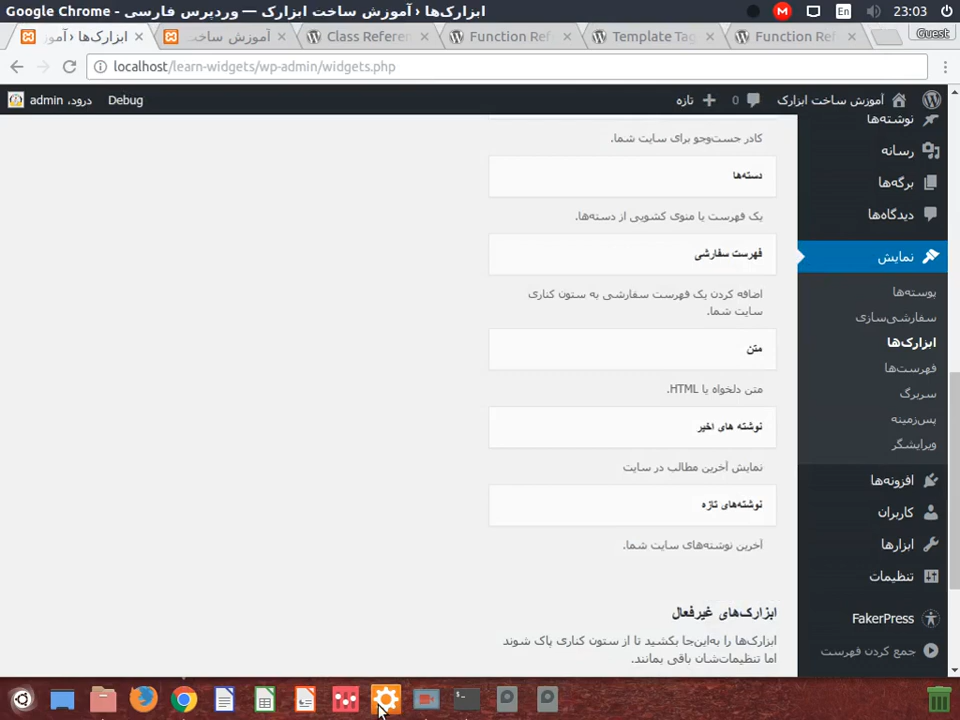 ابزارک‌ها ‹ آموزش ساخت ابزارک — وردپرس فارسی — Google Chrome
En
23:03
ابزارک‌ها ‹ آموز
آموزش ساخت
Class Referen
Function Ref
Template Tag
Function Ref
Guest
localhost/learn-widgets/wp-admin/widgets.php
آموزش ساخت ابزارک
0
تازه
Debug
درود، admin
نوشته‌ها
رسانه
برگه‌ها
دیدگاه‌ها
نمایش
پوسته‌ها
سفارشی‌سازی
ابزارک‌ها
فهرست‌ها
سربرگ
پس‌زمینه
ویرایشگر
افزونه‌ها
کاربران
ابزارها
تنظیمات
FakerPress
جمع کردن فهرست
کادر جست‌وجو برای سایت شما.
دسته‌ها
یک فهرست یا منوی کشویی از دسته‌ها.
فهرست سفارشی
اضافه کردن یک فهرست سفارشی به ستون کناری
سایت شما.
متن
متن دلخواه یا HTML.
نوشته های اخیر
نمایش آخرین مطالب در سایت
نوشته‌های تازه
آخرین نوشته‌های سایت شما.
ابزارک‌های غیرفعال
ابزارک‌ها را به‌این‌جا بکشید تا از ستون کناری پاک شوند
اما تنظیمات‌شان باقی بمانند.